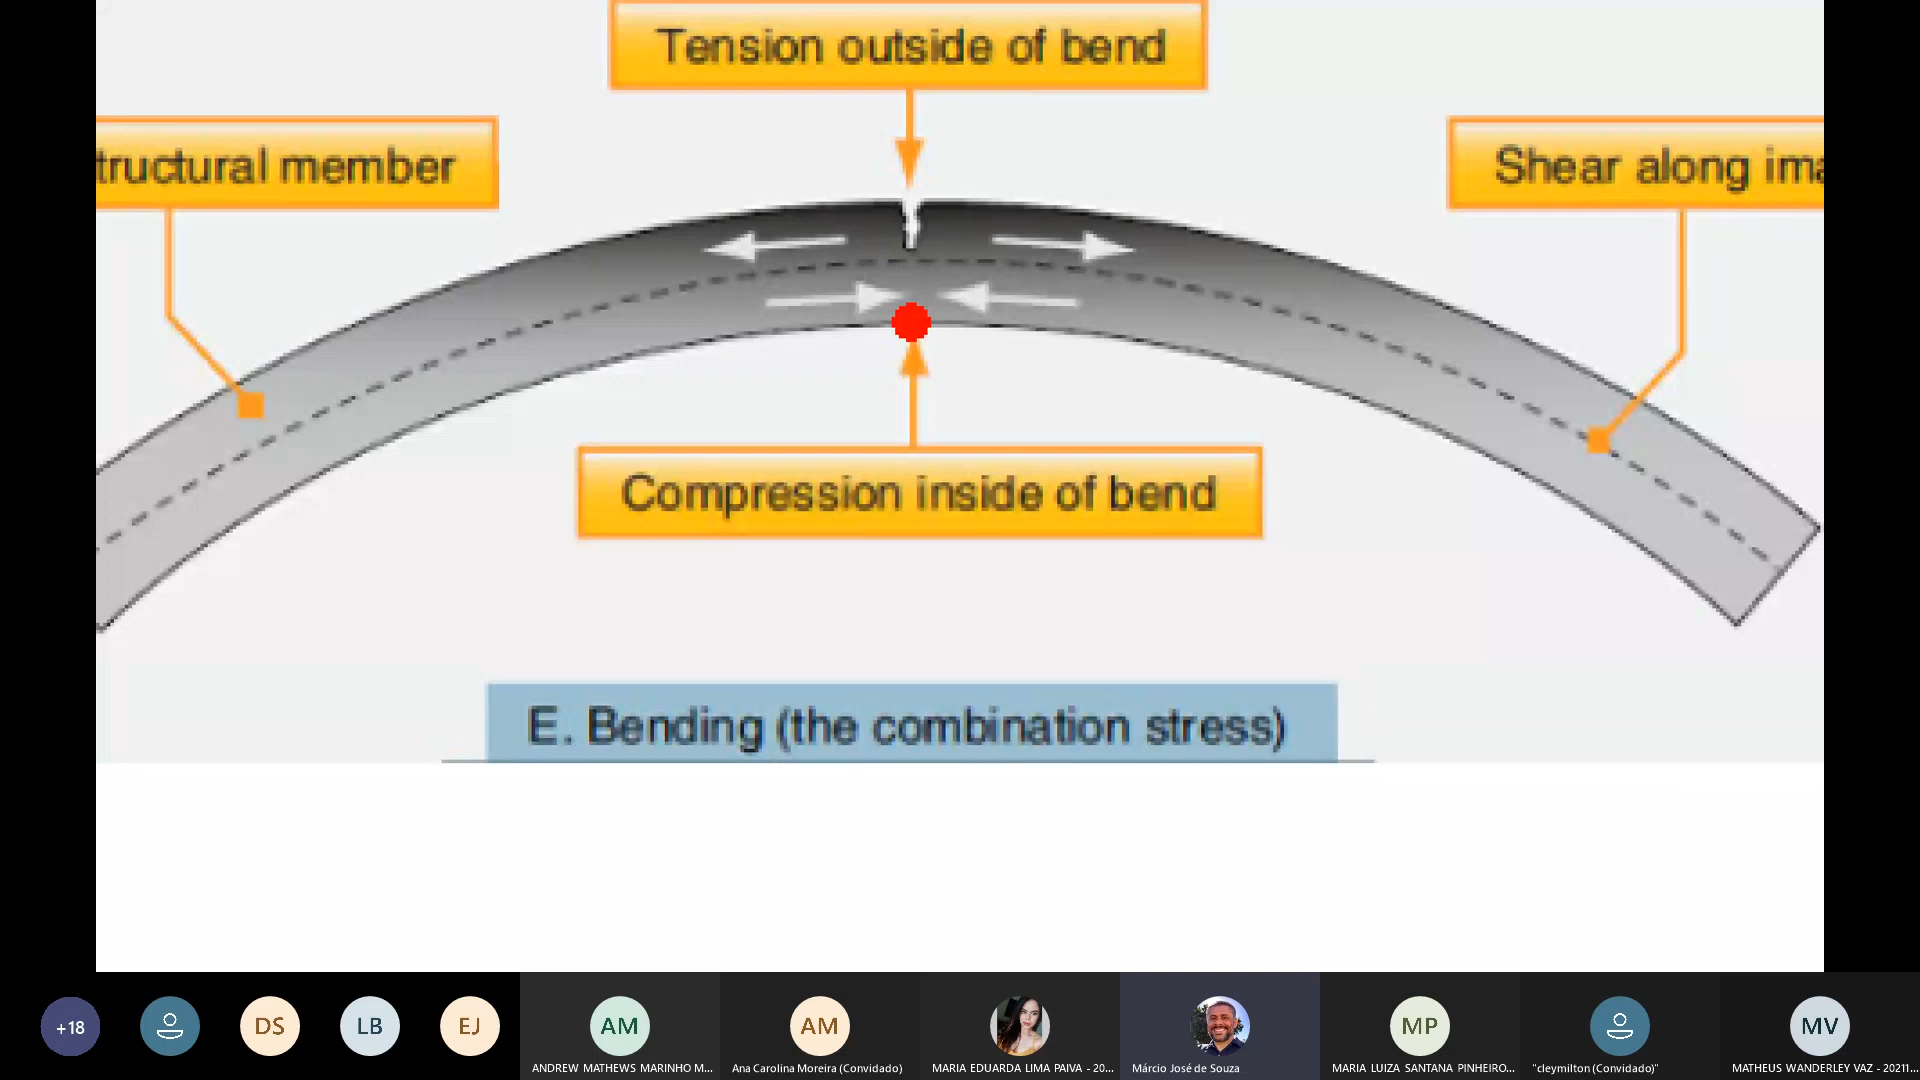 Tension outside of bend
tructural member
Shear along ima
Compression inside of bend
E. Bending (the combination stress)
+18
DS
LB
EJ
AM
AM
MP
MV
ANDREW MATHEWS MARINHO M...
Ana Carolina Moreira (Convidado)
MARIA EDUARDA LIMA PAIVA - 20...
Márcio José de Souza
MARIA LUIZA SANTANA PINHEIRO...
"cleymilton (Convidado)"
MATHEUS WANDERLEY VAZ - 20211...